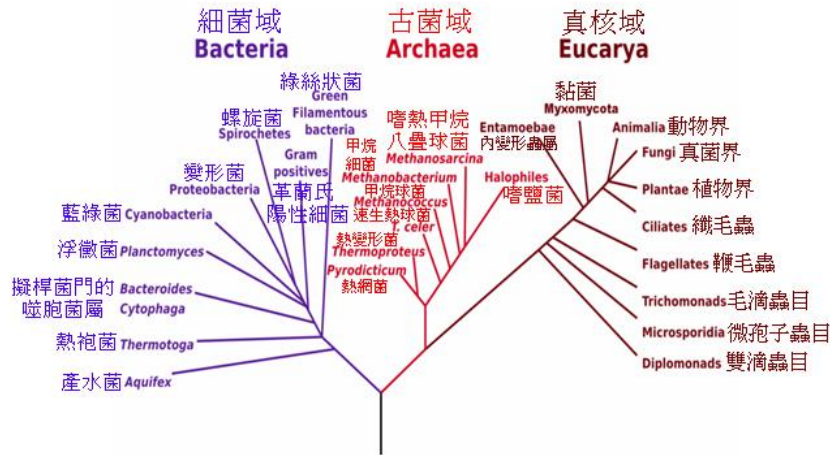 細菌域
Bacteria
古菌域
Archaea
真核域
Eucarya
綠絲狀菌
Green
Filamentous
bacteria
螺旋菌
Spirochetes
Gram
positives
革蘭氏
陽性細菌
變形菌
Proteobacteria
藍綠菌 Cyanobacteria
浮黴菌 Planctomyces
擬桿菌門的 Bacteroides
噬胞菌屬 Cytophaga
熱袍菌 Thermotoga
產水菌 Aquifex
嗜熱甲烷
八疊球菌
Methanosarcina
甲烷
細菌
Methanobacterium
甲烷球菌
Methanococcus
速生熱球菌
T. celer
熱變形菌
Thermoproteus
Pyrodicticum
熱網菌
Halophiles
嗜鹽菌
Entamoebae
內變形蟲屬
黏菌
Myxomycota
Animalia 動物界
Fungi 真菌界
Plantae 植物界
Ciliates 纖毛蟲
Flagellates 鞭毛蟲
Trichomonads 毛滴蟲目
Microsporidia 微孢子蟲目
Diplomonads 雙滴蟲目